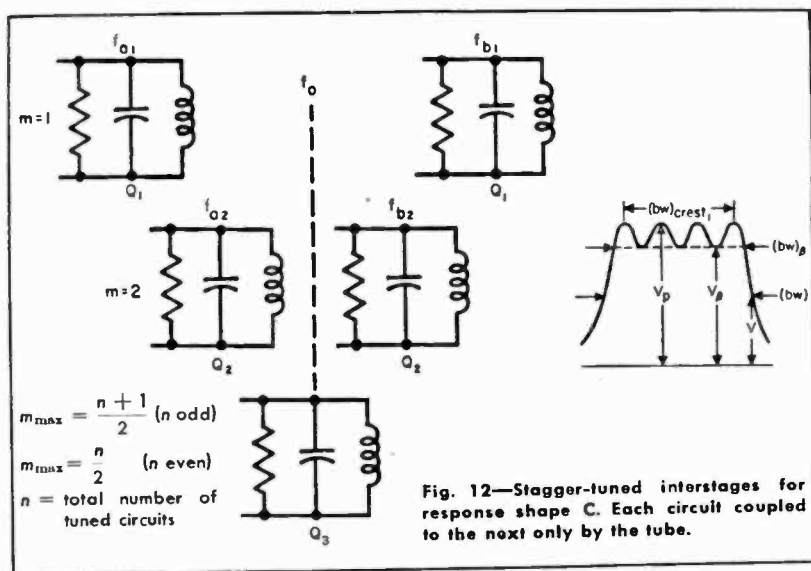 fa1
fb1
fo
m=1
Q1
Q1
fa2
fb2
(bw)crest1
(bw)β
m=2
Vp
Vβ
V
(bw)
Q2
Q2
mmax = n + 1 / 2 (n odd)
mmax = n / 2 (n even)
n = total number of
tuned circuits
Q3
Fig. 12—Stagger-tuned interstages for
response shape C. Each circuit coupled
to the next only by the tube.